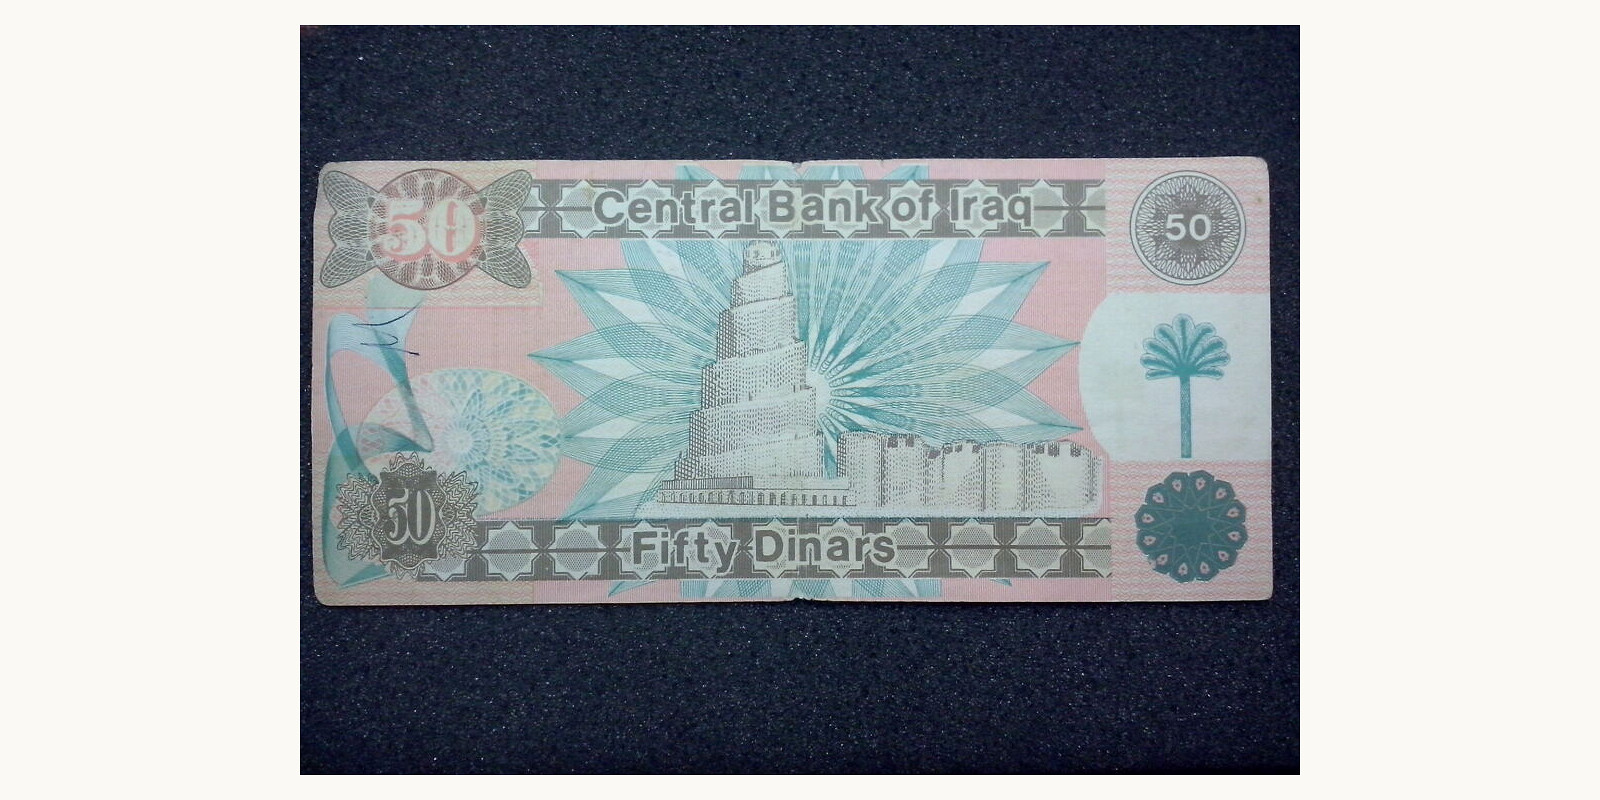 50 Central Bank of Iraq 50
50 Fifty Dinars